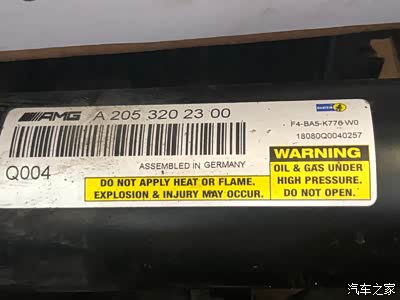 AMG A 205 320 23 00
F4-BA5-K776-W0
18080Q0040257
ASSEMBLED IN GERMANY
Q004
WARNING
OIL & GAS UNDER
HIGH PRESSURE.
DO NOT OPEN.
DO NOT APPLY HEAT OR FLAME.
EXPLOSION & INJURY MAY OCCUR.
汽车之家